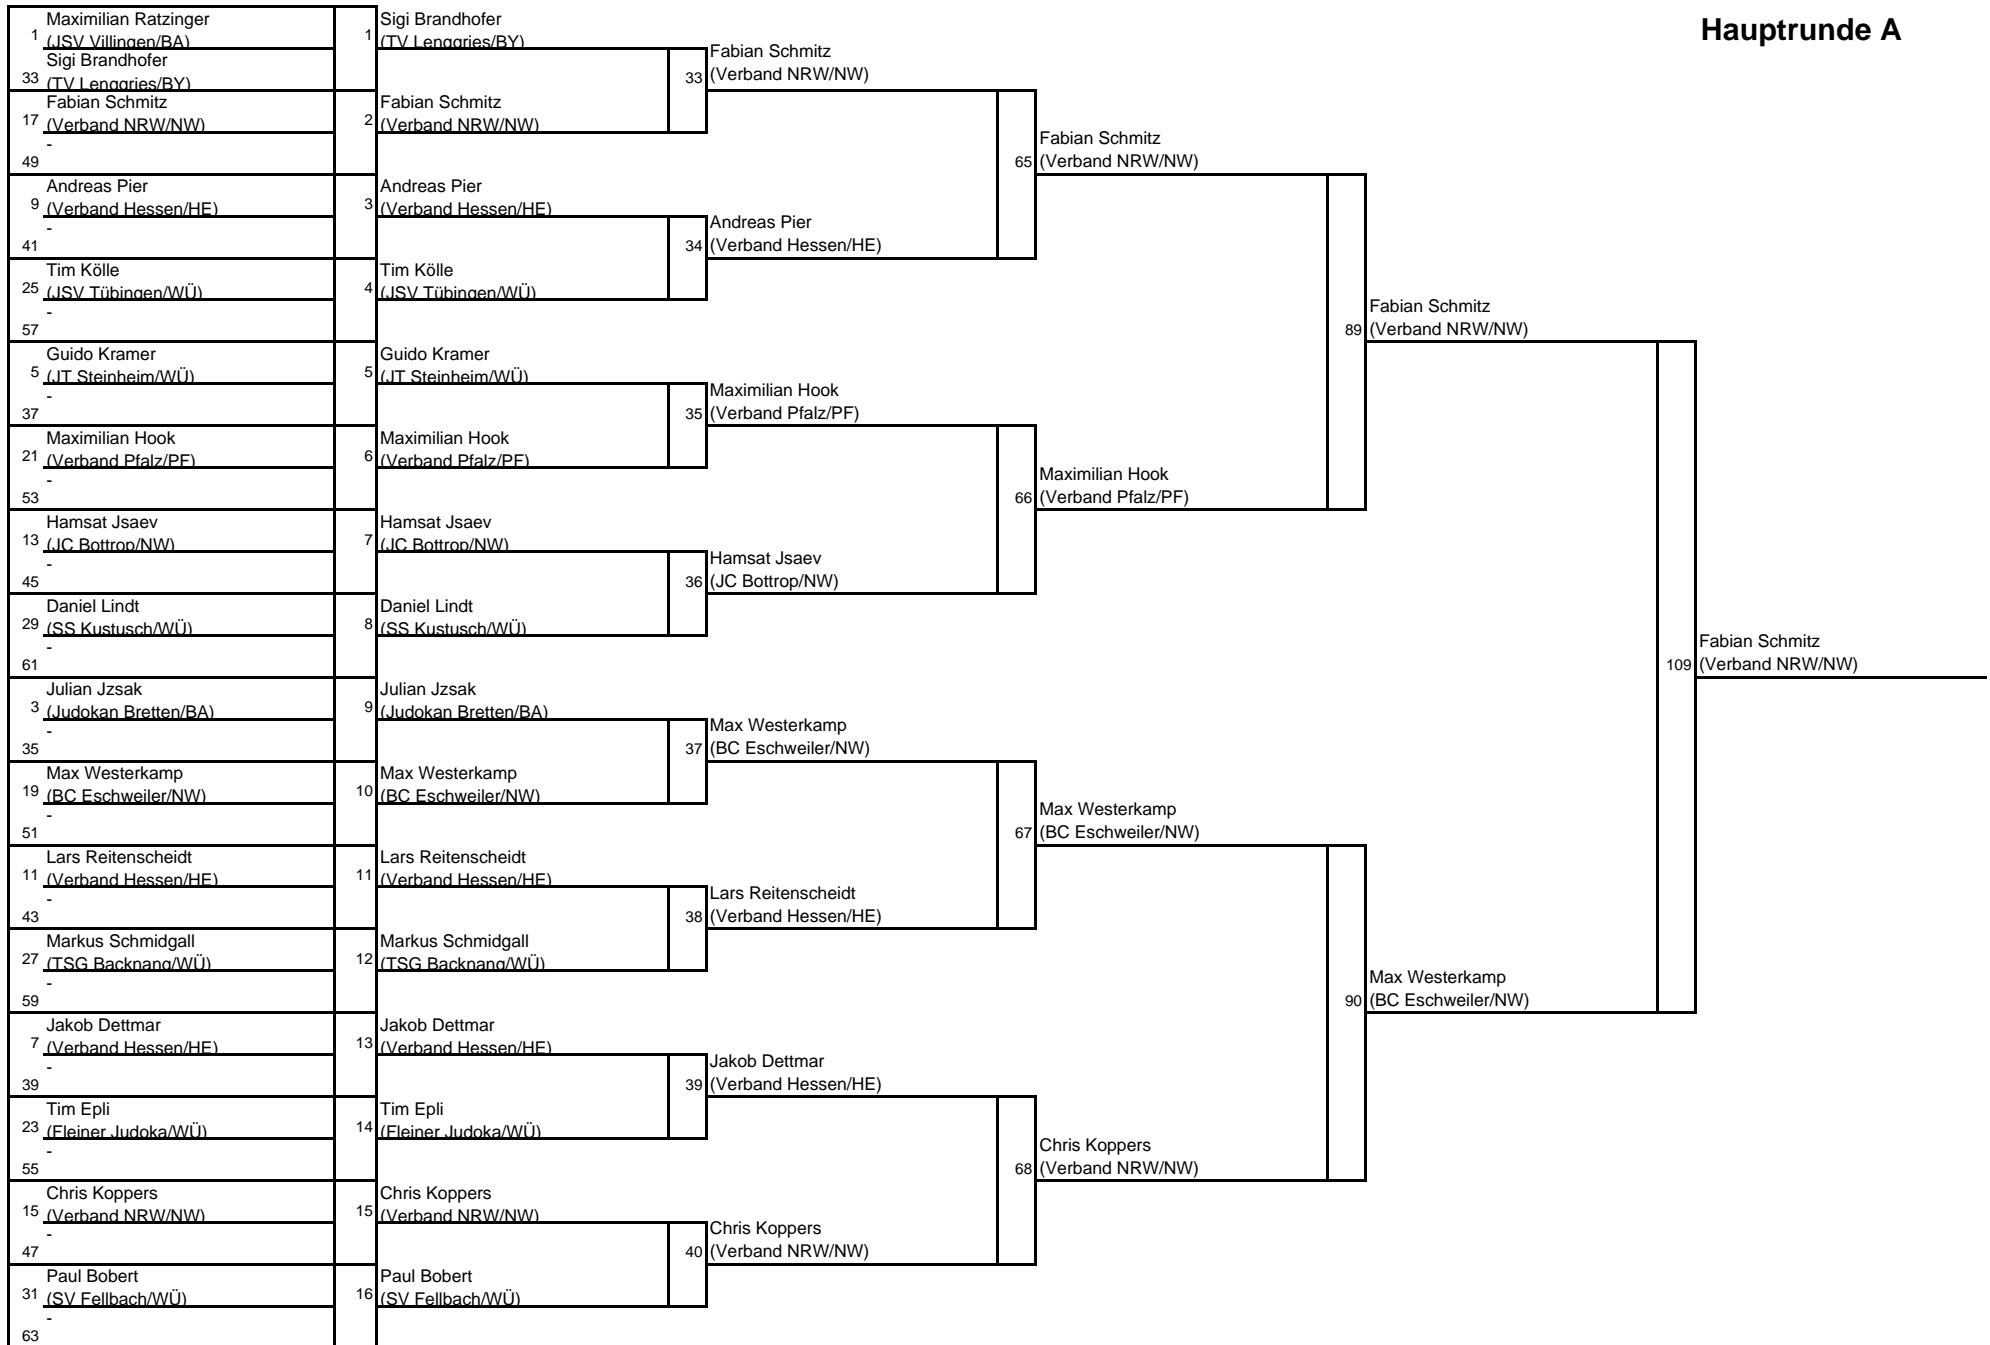 Hauptrunde A
1
Maximilian Ratzinger
(JSV Villingen/BA)
33
Sigi Brandhofer
(TV Lenggries/BY)
17
Fabian Schmitz
(Verband NRW/NW)
49
-
9
Andreas Pier
(Verband Hessen/HE)
41
-
25
Tim Kölle
(JSV Tübingen/WÜ)
57
-
5
Guido Kramer
(JT Steinheim/WÜ)
37
-
21
Maximilian Hook
(Verband Pfalz/PF)
53
-
13
Hamsat Jsaev
(JC Bottrop/NW)
45
-
29
Daniel Lindt
(SS Kustusch/WÜ)
61
-
3
Julian Jzsak
(Judokan Bretten/BA)
35
-
19
Max Westerkamp
(BC Eschweiler/NW)
51
-
11
Lars Reitenscheidt
(Verband Hessen/HE)
43
-
27
Markus Schmidgall
(TSG Backnang/WÜ)
59
-
7
Jakob Dettmar
(Verband Hessen/HE)
39
-
23
Tim Epli
(Fleiner Judoka/WÜ)
55
-
15
Chris Koppers
(Verband NRW/NW)
47
-
31
Paul Bobert
(SV Fellbach/WÜ)
63
-
1
Sigi Brandhofer
(TV Lenggries/BY)
2
Fabian Schmitz
(Verband NRW/NW)
3
Andreas Pier
(Verband Hessen/HE)
4
Tim Kölle
(JSV Tübingen/WÜ)
5
Guido Kramer
(JT Steinheim/WÜ)
6
Maximilian Hook
(Verband Pfalz/PF)
7
Hamsat Jsaev
(JC Bottrop/NW)
8
Daniel Lindt
(SS Kustusch/WÜ)
9
Julian Jzsak
(Judokan Bretten/BA)
10
Max Westerkamp
(BC Eschweiler/NW)
11
Lars Reitenscheidt
(Verband Hessen/HE)
12
Markus Schmidgall
(TSG Backnang/WÜ)
13
Jakob Dettmar
(Verband Hessen/HE)
14
Tim Epli
(Fleiner Judoka/WÜ)
15
Chris Koppers
(Verband NRW/NW)
16
Paul Bobert
(SV Fellbach/WÜ)
33
Fabian Schmitz
(Verband NRW/NW)
34
Andreas Pier
(Verband Hessen/HE)
35
Maximilian Hook
(Verband Pfalz/PF)
36
Hamsat Jsaev
(JC Bottrop/NW)
37
Max Westerkamp
(BC Eschweiler/NW)
38
Lars Reitenscheidt
(Verband Hessen/HE)
39
Jakob Dettmar
(Verband Hessen/HE)
40
Chris Koppers
(Verband NRW/NW)
65
Fabian Schmitz
(Verband NRW/NW)
66
Maximilian Hook
(Verband Pfalz/PF)
67
Max Westerkamp
(BC Eschweiler/NW)
68
Chris Koppers
(Verband NRW/NW)
89
Fabian Schmitz
(Verband NRW/NW)
90
Max Westerkamp
(BC Eschweiler/NW)
109
Fabian Schmitz
(Verband NRW/NW)